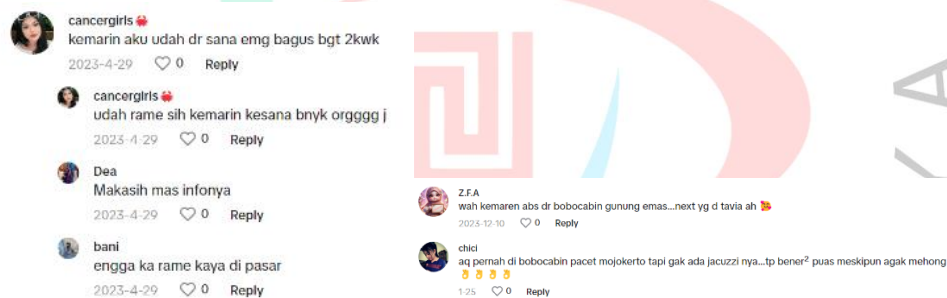 cancergirls🦀
kemarin aku udah dr sana emg bagus bgt 2kwk
2023-4-29 0 Reply
cancergirls🦀
udah rame sih kemarin kesana bnyk orgggg j
2023-4-29 0 Reply
Dea
Makasih mas infonya
2023-4-29 0 Reply
bani
engga ka rame kaya di pasar
2023-4-29 0 Reply
Z.F.A
wah kemaren abs dr bobocabin gunung emas...next yg d tavia ah 🥰
2023-12-10 0 Reply
chici
aq pernah di bobocabin pacet mojokerto tapi gak ada jacuzzi nya...tp bener² puas meskipun agak mehong
👌👌👌👌
1-25 0 Reply